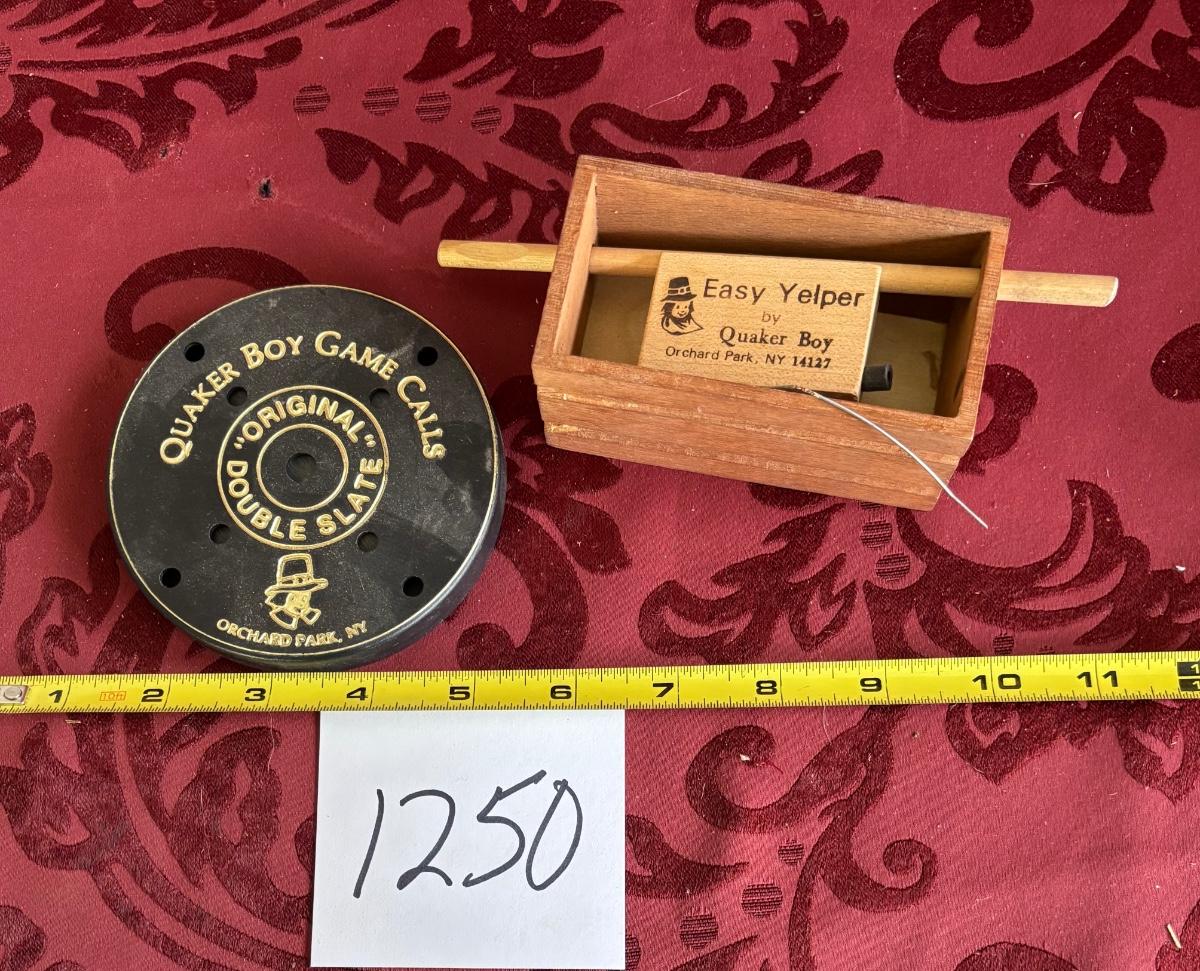 QUAKER BOY GAME CALLS
"ORIGINAL"
DOUBLE SLATE
ORCHARD PARK, NY
Easy Yelper
by
Quaker Boy
Orchard Park, NY 14127
1 10ft 2 3 4 5 6 7 8 9 10 11
1250